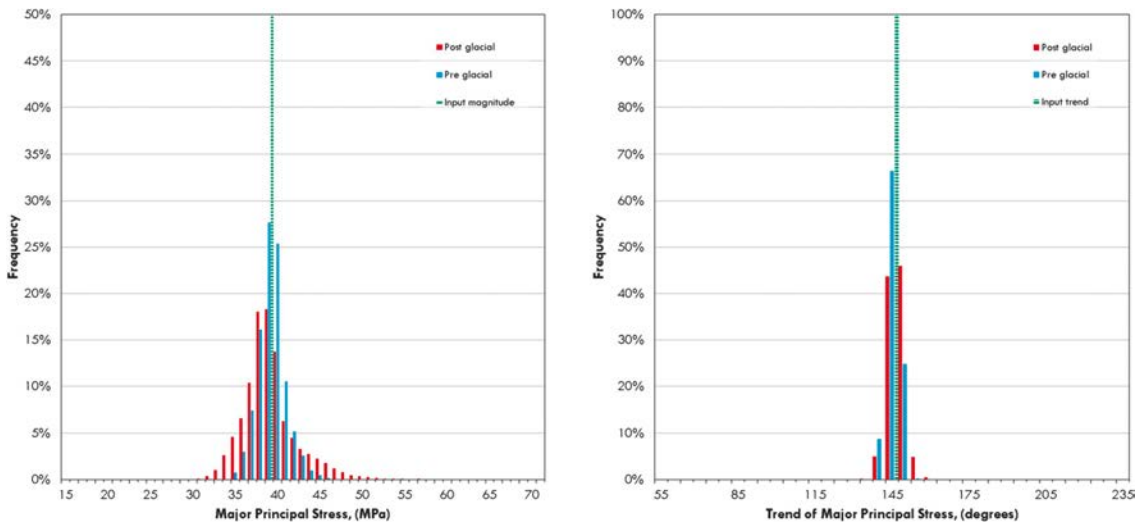 50%
45%
40%
35%
30%
25%
20%
15%
10%
5%
0%
Frequency
Post glacial
Pre glacial
Input magnitude
15 20 25 30 35 40 45 50 55 60 65 70
Major Principal Stress, (MPa)
100%
90%
80%
70%
60%
50%
40%
30%
20%
10%
0%
Frequency
Post glacial
Pre glacial
Input trend
55 85 115 145 175 205 235
Trend of Major Principal Stress, (degrees)